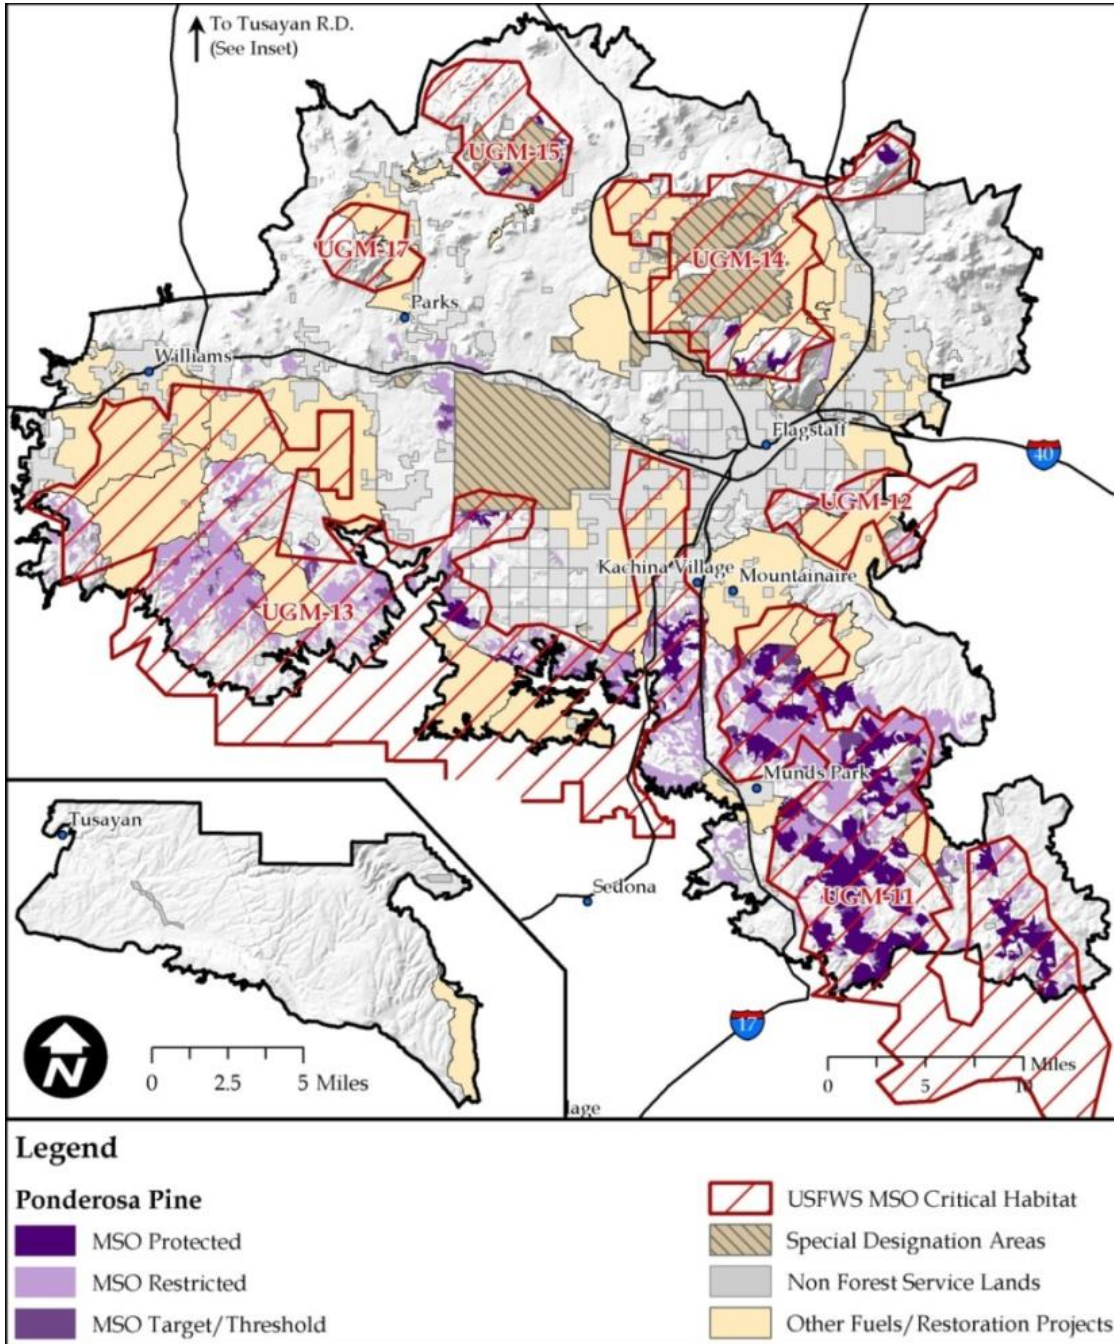 To Tusayan R.D.
(See Inset)
UGM-15
UGM-17
UGM-14
Parks
Williams
Flagstaff
40
UGM-12
Kachina Village
Mountainaire
UGM-13
Munds Park
Tusayan
Sedona
UGM-11
17
N
0 2.5 5 Miles
Miles
0 5 10
lage
Legend
Ponderosa Pine
MSO Protected
MSO Restricted
MSO Target/Threshold
USFWS MSO Critical Habitat
Special Designation Areas
Non Forest Service Lands
Other Fuels/Restoration Projects